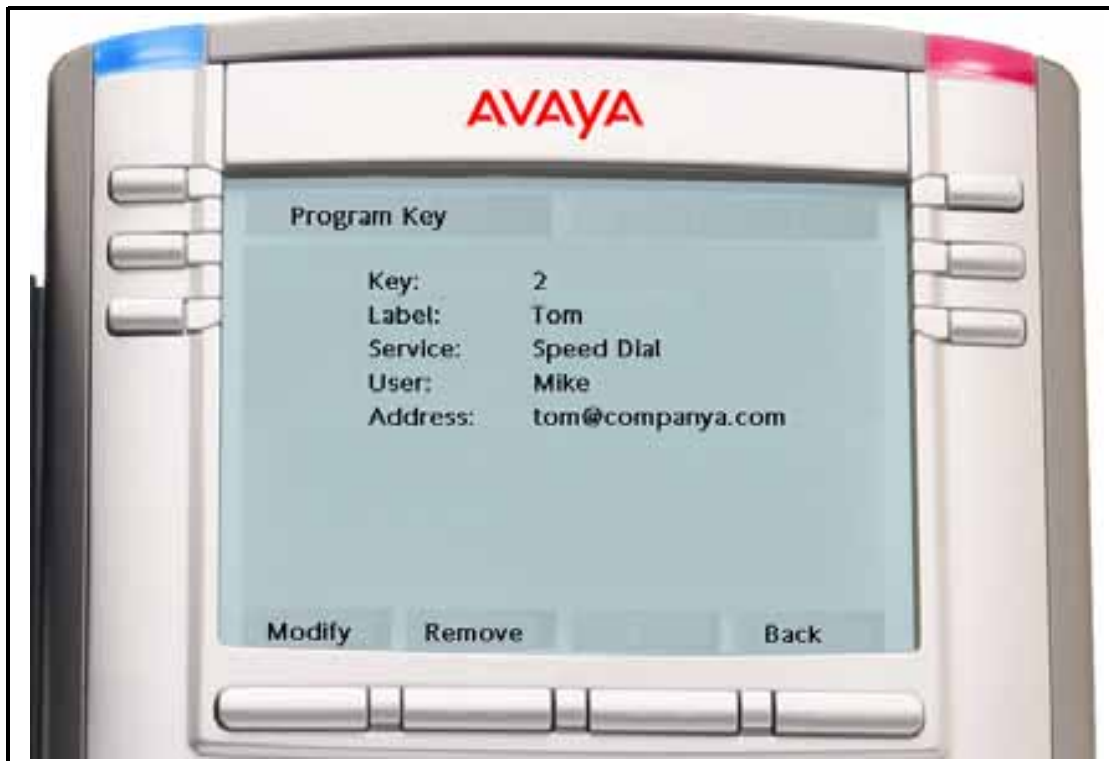 AVAYA
Program Key
Key: 2
Label: Tom
Service: Speed Dial
User: Mike
Address: tom@companya.com
Modify Remove Back